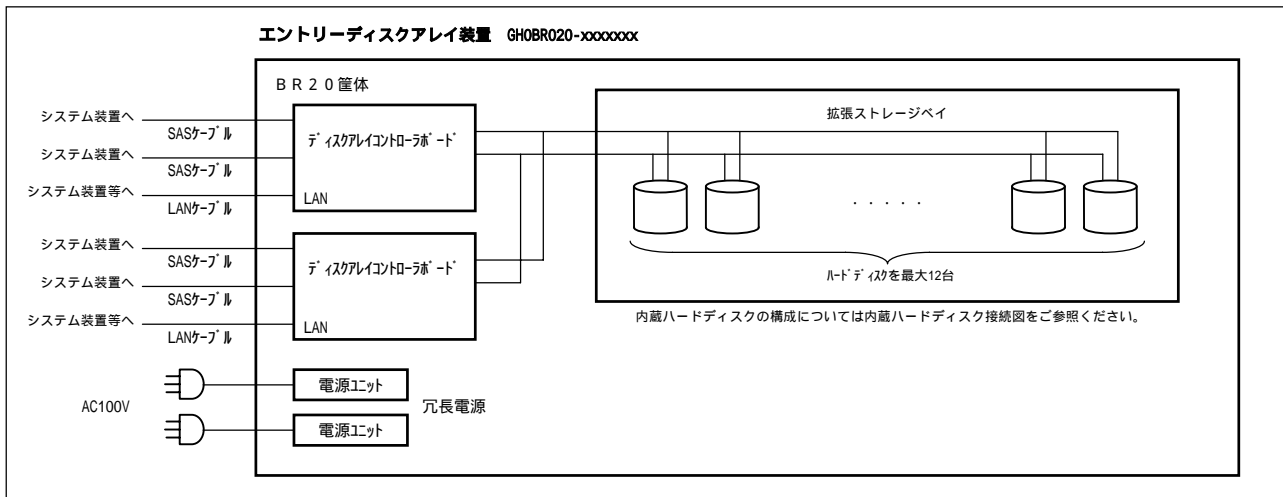 エントリーディスクアレイ装置 GH0BR020-xxxxxxx
BR20筐体
システム装置へ
SASケーブル
システム装置へ
SASケーブル
システム装置等へ
LANケーブル
ディスクアレイコントローラボード
LAN
システム装置へ
SASケーブル
システム装置へ
SASケーブル
システム装置等へ
LANケーブル
ディスクアレイコントローラボード
LAN
拡張ストレージベイ
・・・・・
ハードディスクを最大12台
内蔵ハードディスクの構成については内蔵ハードディスク接続図をご参照ください。
AC100V
電源ユニット
電源ユニット
冗長電源